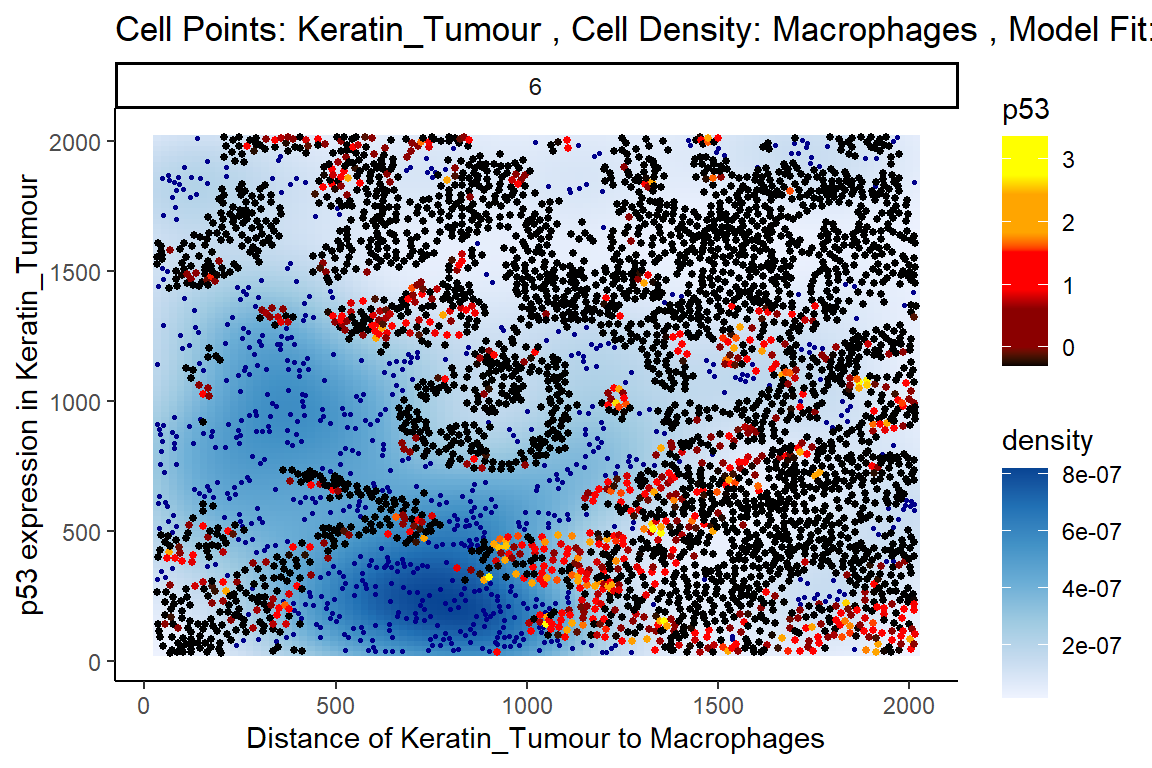 Cell Points: Keratin_Tumour , Cell Density: Macrophages , Model Fit:
6
p53 expression in Keratin_Tumour
2000
1500
1000
500
0
0 500 1000 1500 2000
Distance of Keratin_Tumour to Macrophages
p53
3
2
1
0
density
8e-07
6e-07
4e-07
2e-07